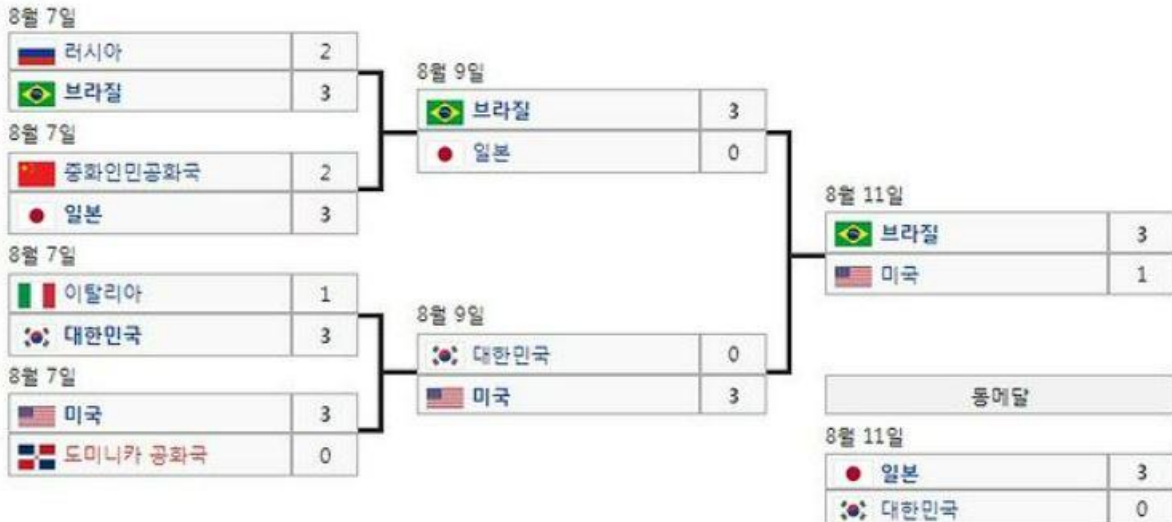 8월 7일
러시아 2
브라질 3
8월 7일
중화인민공화국 2
일본 3
8월 7일
이탈리아 1
대한민국 3
8월 7일
미국 3
도미니카 공화국 0
8월 9일
브라질 3
일본 0
8월 9일
대한민국 0
미국 3
8월 11일
브라질 3
미국 1
동메달
8월 11일
일본 3
대한민국 0